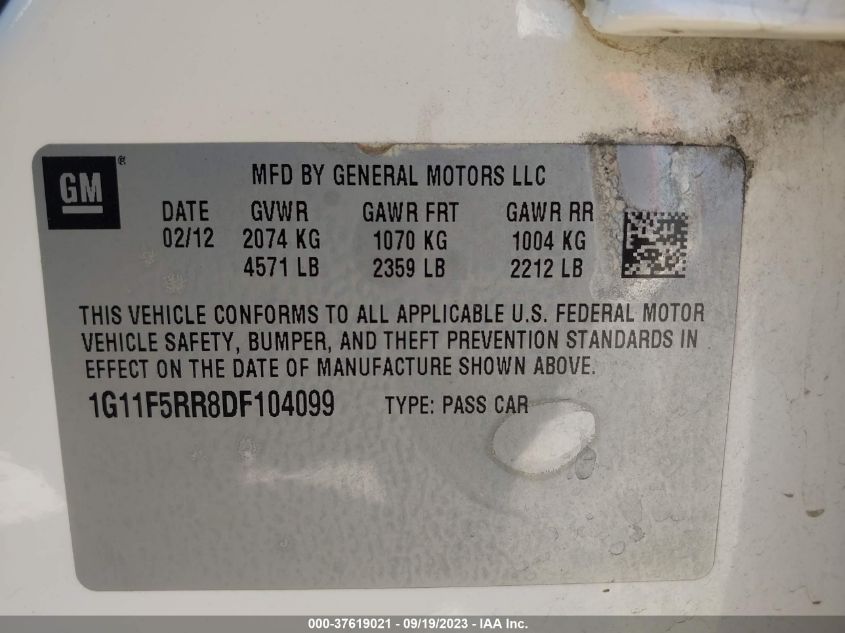 GM ®
MFD BY GENERAL MOTORS LLC
DATE GVWR GAWR FRT GAWR RR
02/12 2074 KG 1070 KG 1004 KG
4571 LB 2359 LB 2212 LB
THIS VEHICLE CONFORMS TO ALL APPLICABLE U.S. FEDERAL MOTOR
VEHICLE SAFETY, BUMPER, AND THEFT PREVENTION STANDARDS IN
EFFECT ON THE DATE OF MANUFACTURE SHOWN ABOVE.
1G11F5RR8DF104099 TYPE: PASS CAR
000-37619021 - 09/19/2023 - IAA Inc.